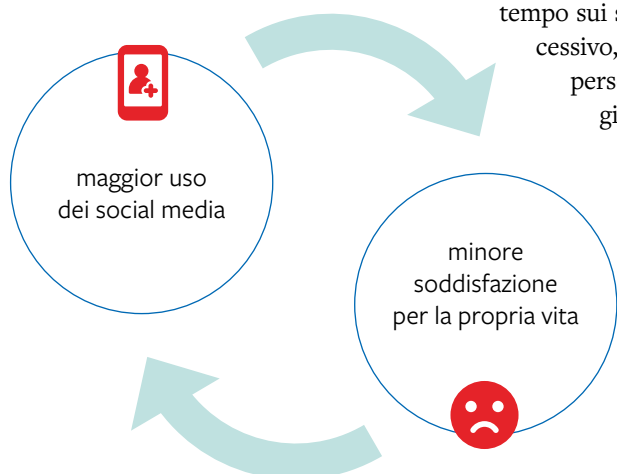 tempo sui s
cessivo,
pers
gi
maggior uso
dei social media
minore
soddisfazione
per la propria vita